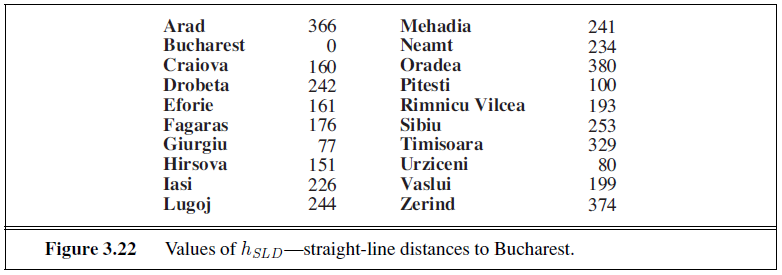 Arad 366 Mehadia 241
Bucharest 0 Neamt 234
Craiova 160 Oradea 380
Drobeta 242 Pitesti 100
Eforie 161 Rimnicu Vilcea 193
Fagaras 176 Sibiu 253
Giurgiu 77 Timisoara 329
Hirsova 151 Urziceni 80
Iasi 226 Vaslui 199
Lugoj 244 Zerind 374
Figure 3.22 Values of hSLD—straight-line distances to Bucharest.